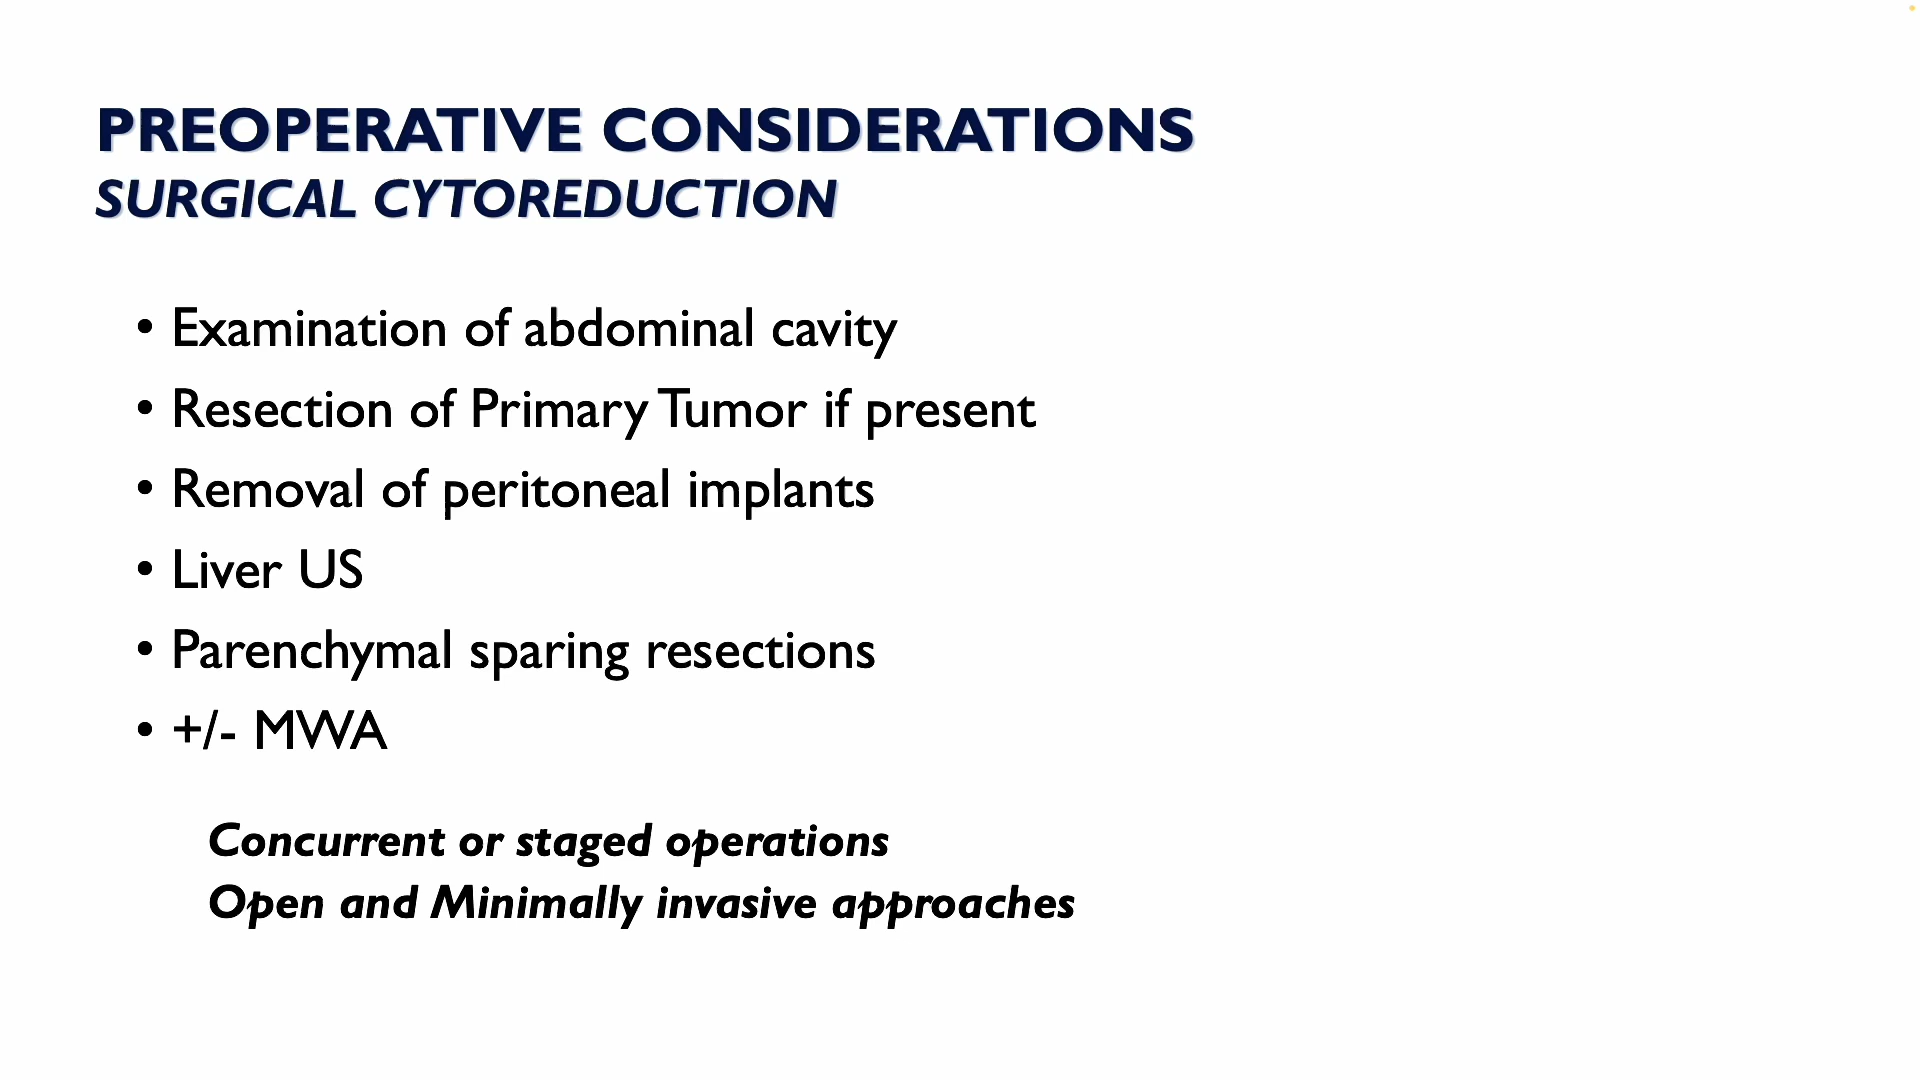 PREOPERATIVE CONSIDERATIONS
SURGICAL CYTOREDUCTION
• Examination of abdominal cavity
• Resection of Primary Tumor if present
• Removal of peritoneal implants
• Liver US
• Parenchymal sparing resections
• +/- MWA
Concurrent or staged operations
Open and Minimally invasive approaches